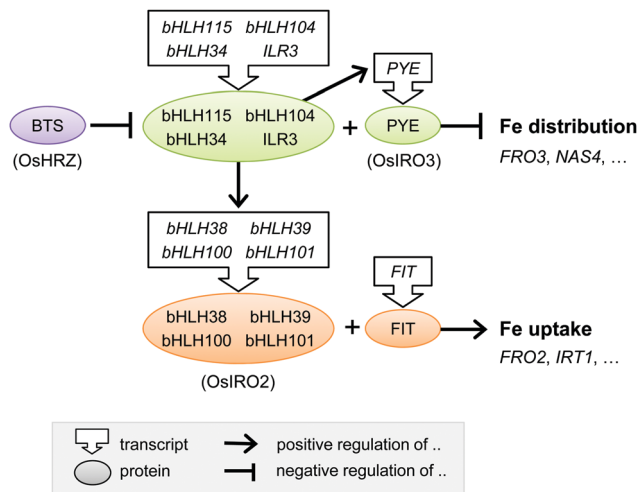 bHLH115 bHLH104
bHLH34 ILR3
PYE
BTS
bHLH115 bHLH104
bHLH34 ILR3
+
PYE
Fe distribution
(OsHRZ)
(OsIRO3)
FRO3, NAS4, ...
bHLH38 bHLH39
bHLH100 bHLH101
FIT
bHLH38 bHLH39
bHLH100 bHLH101
+
FIT
Fe uptake
(OsIRO2)
FRO2, IRT1, ...
transcript
positive regulation of ..
protein
negative regulation of ..